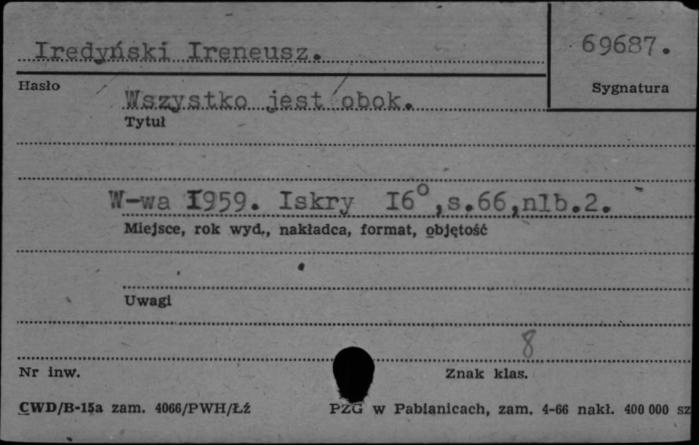 Iredyński Ireneusz.
69687.
Hasło
Sygnatura
Wszystko jest obok.
Tytuł
W-wa 1959. Iskry 16°,s.66,nlb.2.
Miejsce, rok wyd., nakładca, format, objętość
Uwagi
8
Nr inw.
Znak klas.
CWD/B-15a zam. 4066/PWH/Łź
PZG w Pabianicach, zam. 4-66 nakł. 400 000 sz